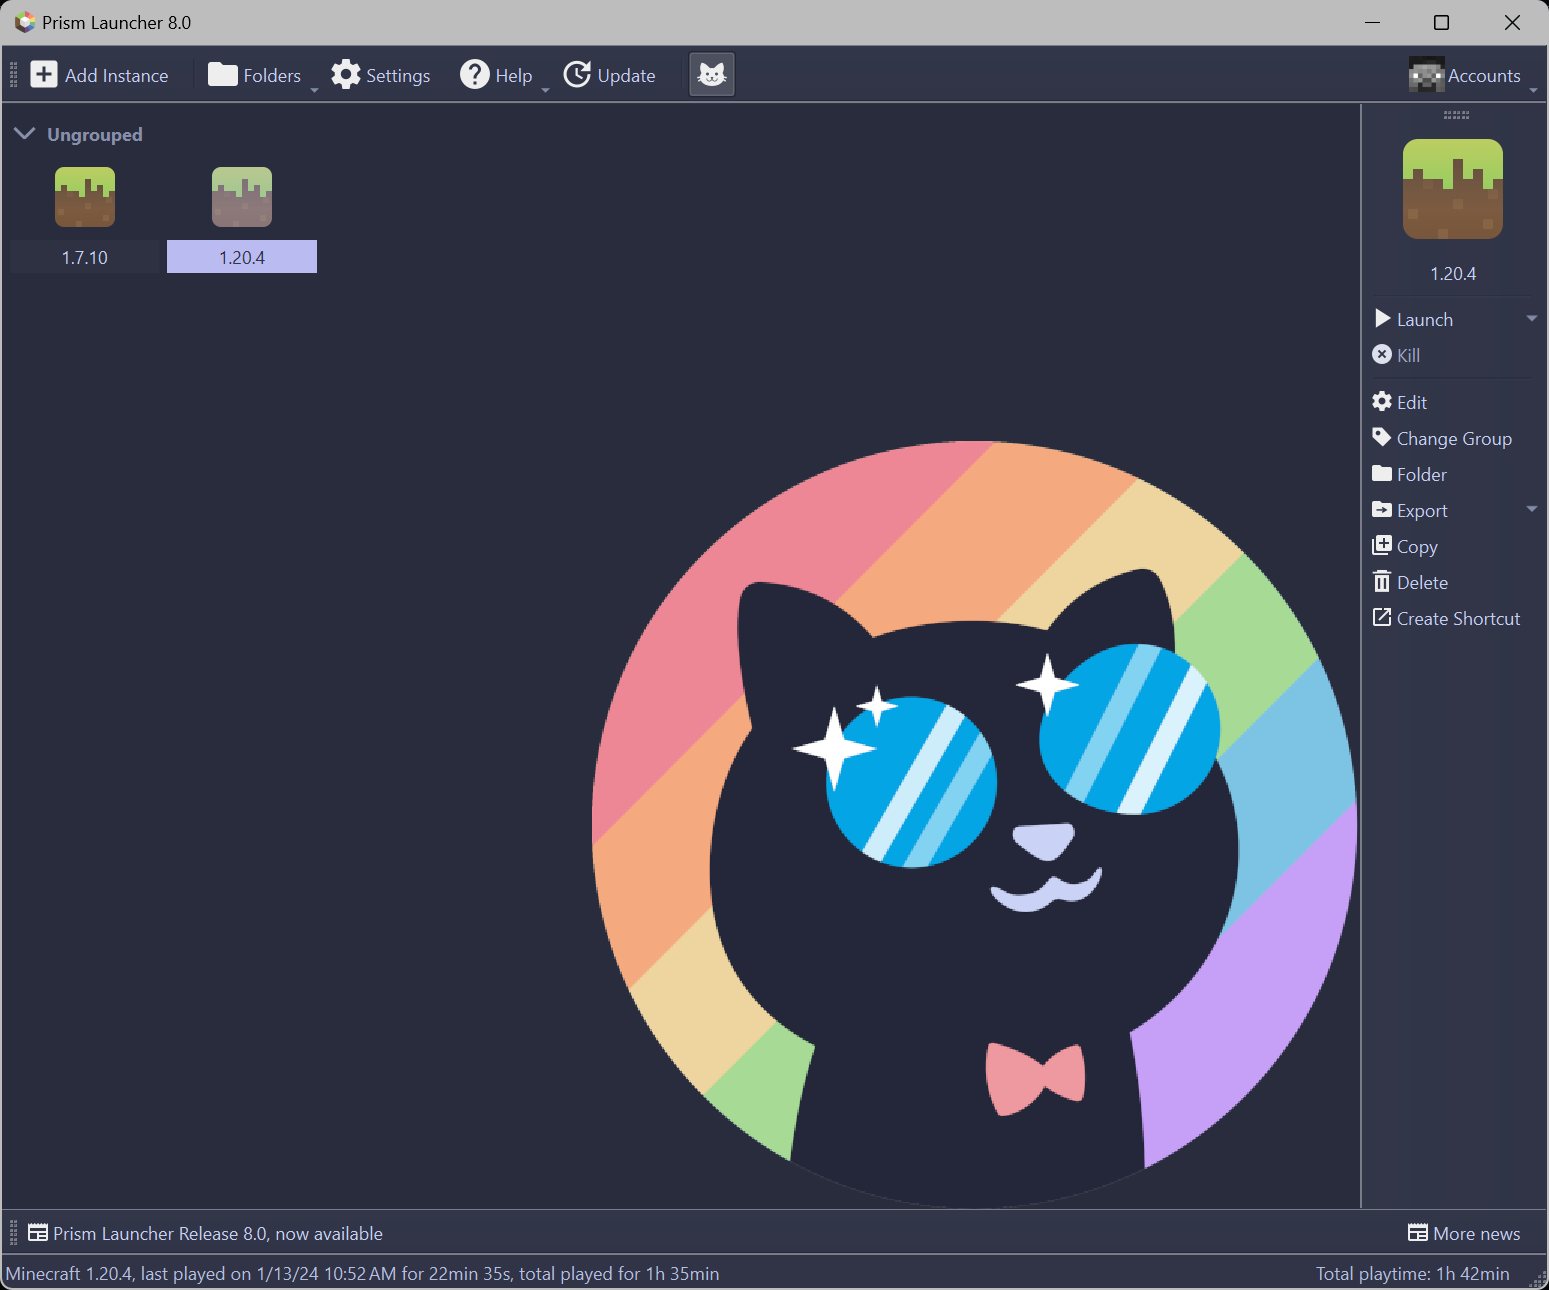 Prism Launcher 8.0
Add Instance
Folders
Settings
Help
Update
Accounts
Ungrouped
1.7.10
1.20.4
1.20.4
Launch
Kill
Edit
Change Group
Folder
Export
Copy
Delete
Create Shortcut
Prism Launcher Release 8.0, now available
More news
Minecraft 1.20.4, last played on 1/13/24 10:52 AM for 22min 35s, total played for 1h 35min
Total playtime: 1h 42min